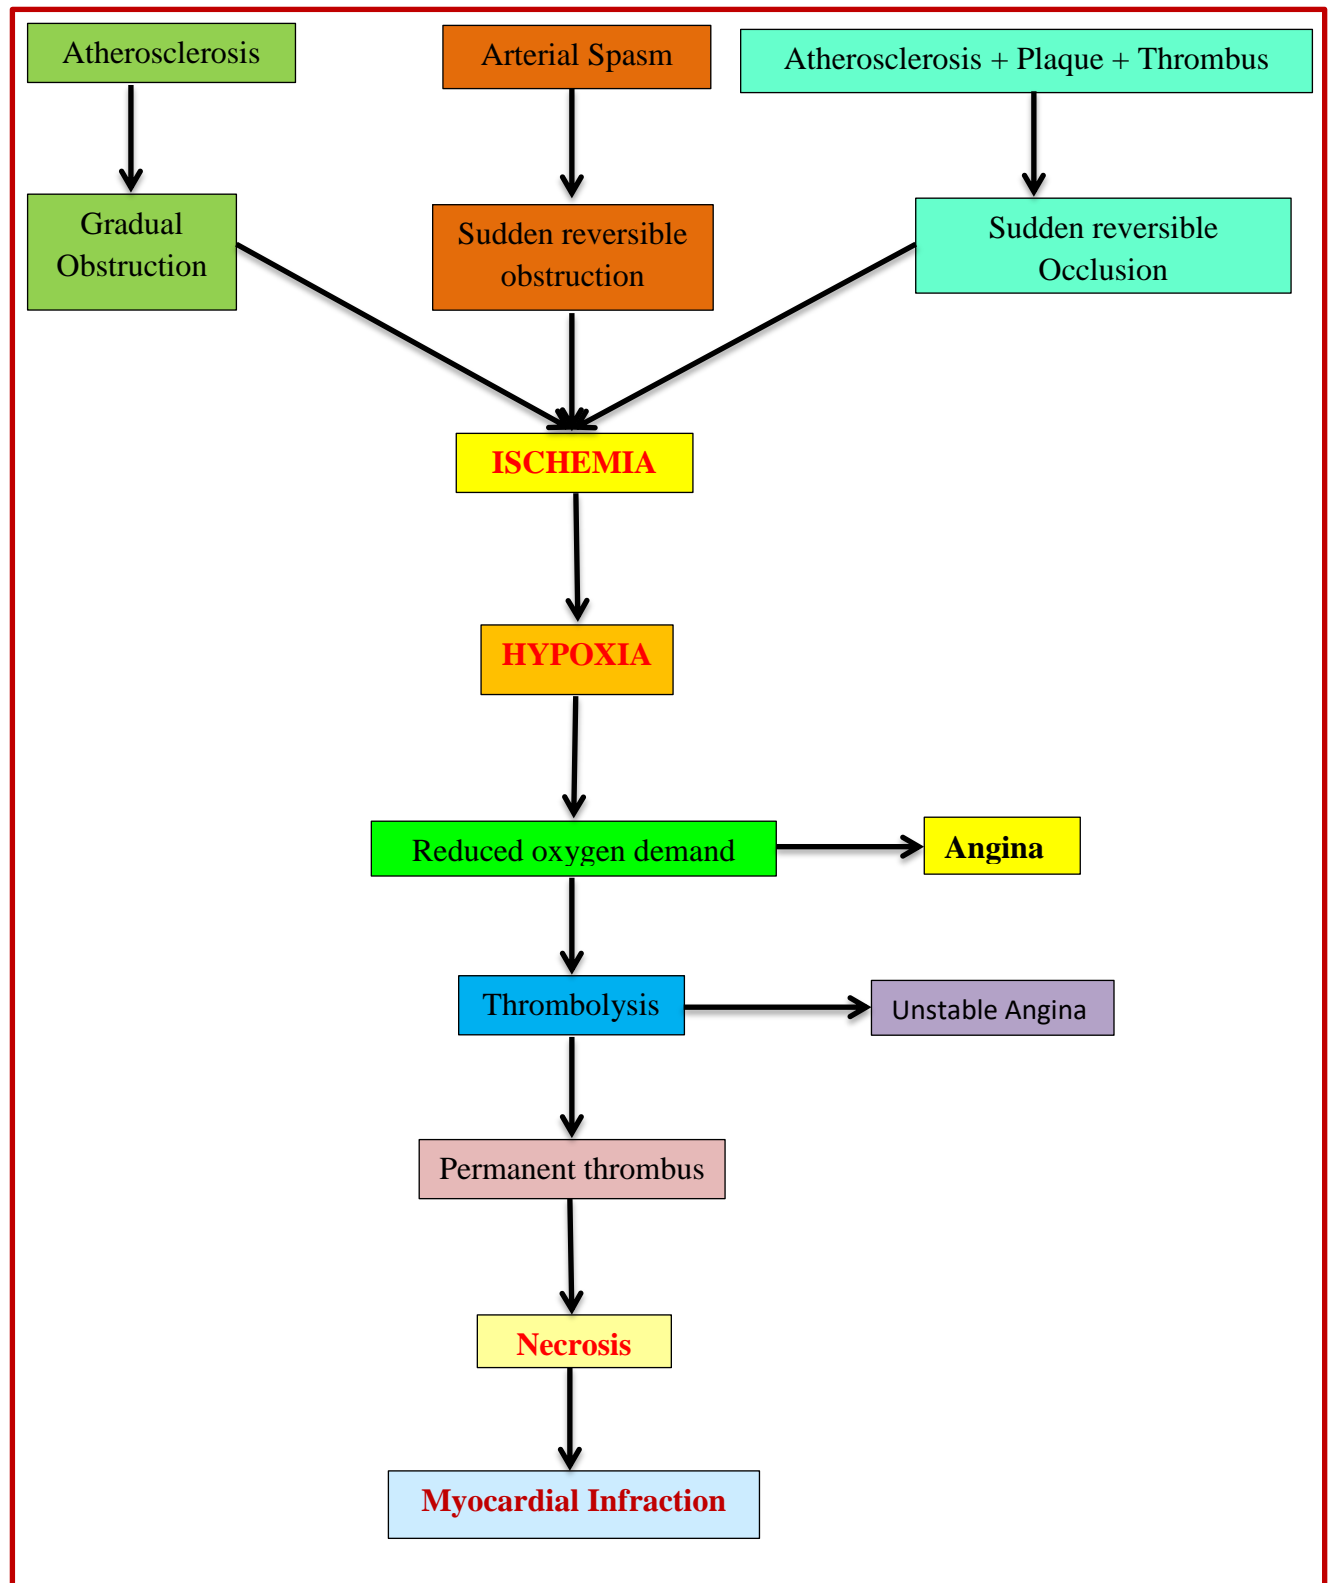 Atherosclerosis
Arterial Spasm
Atherosclerosis + Plaque + Thrombus
Gradual
Obstruction
Sudden reversible
obstruction
Sudden reversible
Occlusion
ISCHEMIA
HYPOXIA
Reduced oxygen demand
Angina
Thrombolysis
Unstable Angina
Permanent thrombus
Necrosis
Myocardial Infraction